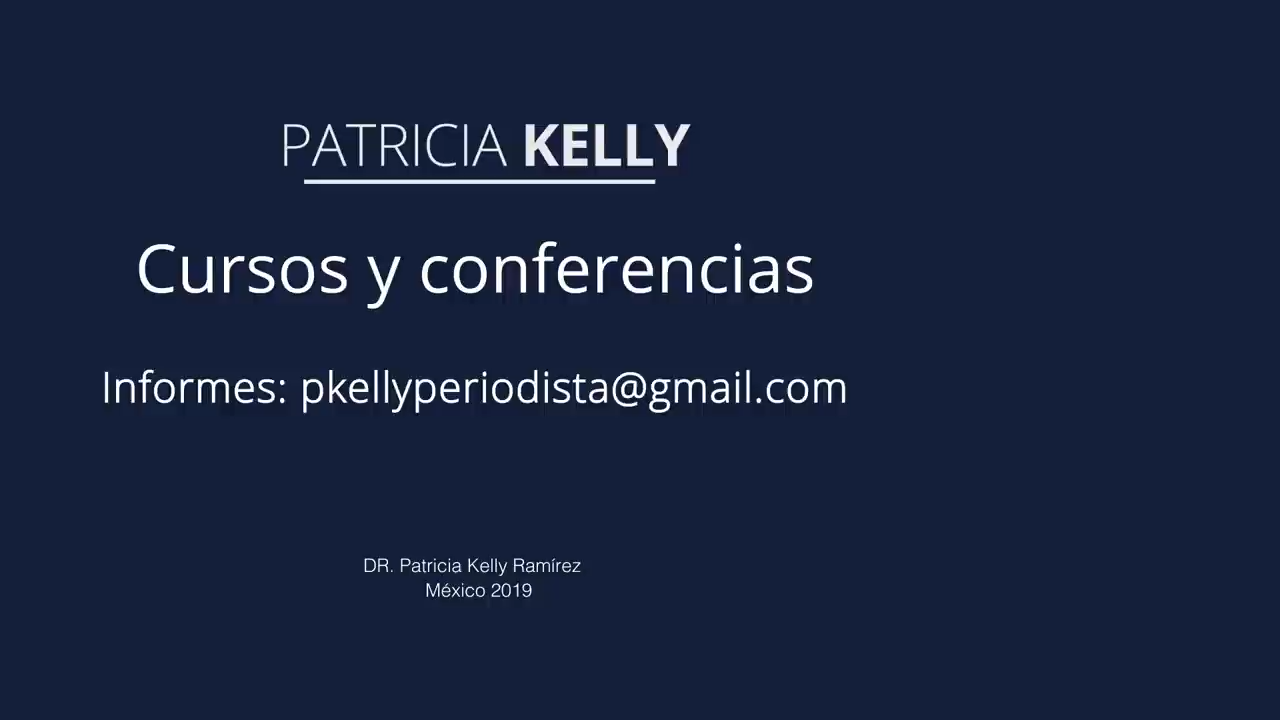 PATRICIA KELLY
Cursos y conferencias
Informes: pkellyperiodista@gmail.com
DR. Patricia Kelly Ramírez
México 2019